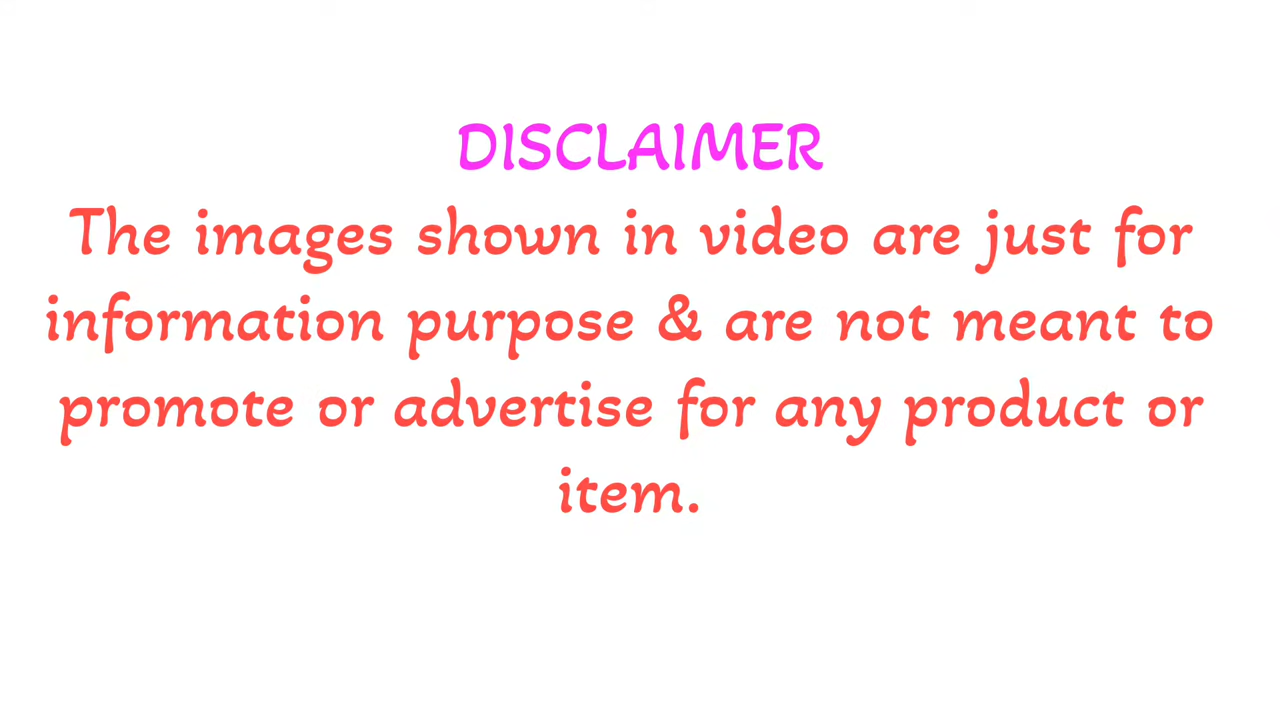 DISCLAIMER
The images shown in video are just for
information purpose & are not meant to
promote or advertise for any product or
item.